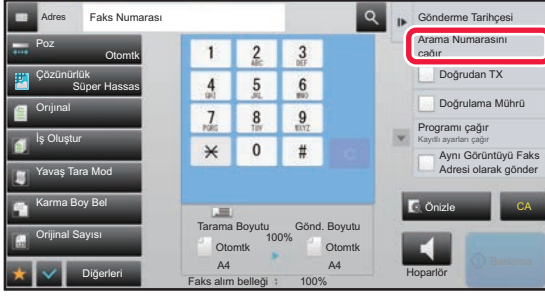 Adres
Faks Numarası
Poz
Otomtk
Çözünürlük
Süper Hassas
Orijinal
İş Oluştur
Yavaş Tara Mod
Karma Boy Bel
Orijinal Sayısı
Diğerleri
1
2
ABC
3
DEF
4
GHI
5
JKL
6
MNO
7
PQRS
8
TUV
9
WXYZ
0
#
C
Tarama Boyutu
Gönd. Boyutu
100%
Otomtk
Otomtk
A4
A4
Faks alım belleği : 100%
Gönderme Tarihçesi
Arama Numarasını
çağır
Doğrudan TX
Doğrulama Mührü
Programı çağır
Kayıtlı ayarları çağır
Aynı Görüntüyü Faks
Adresi olarak gönder
Önizle
CA
Hoparlör